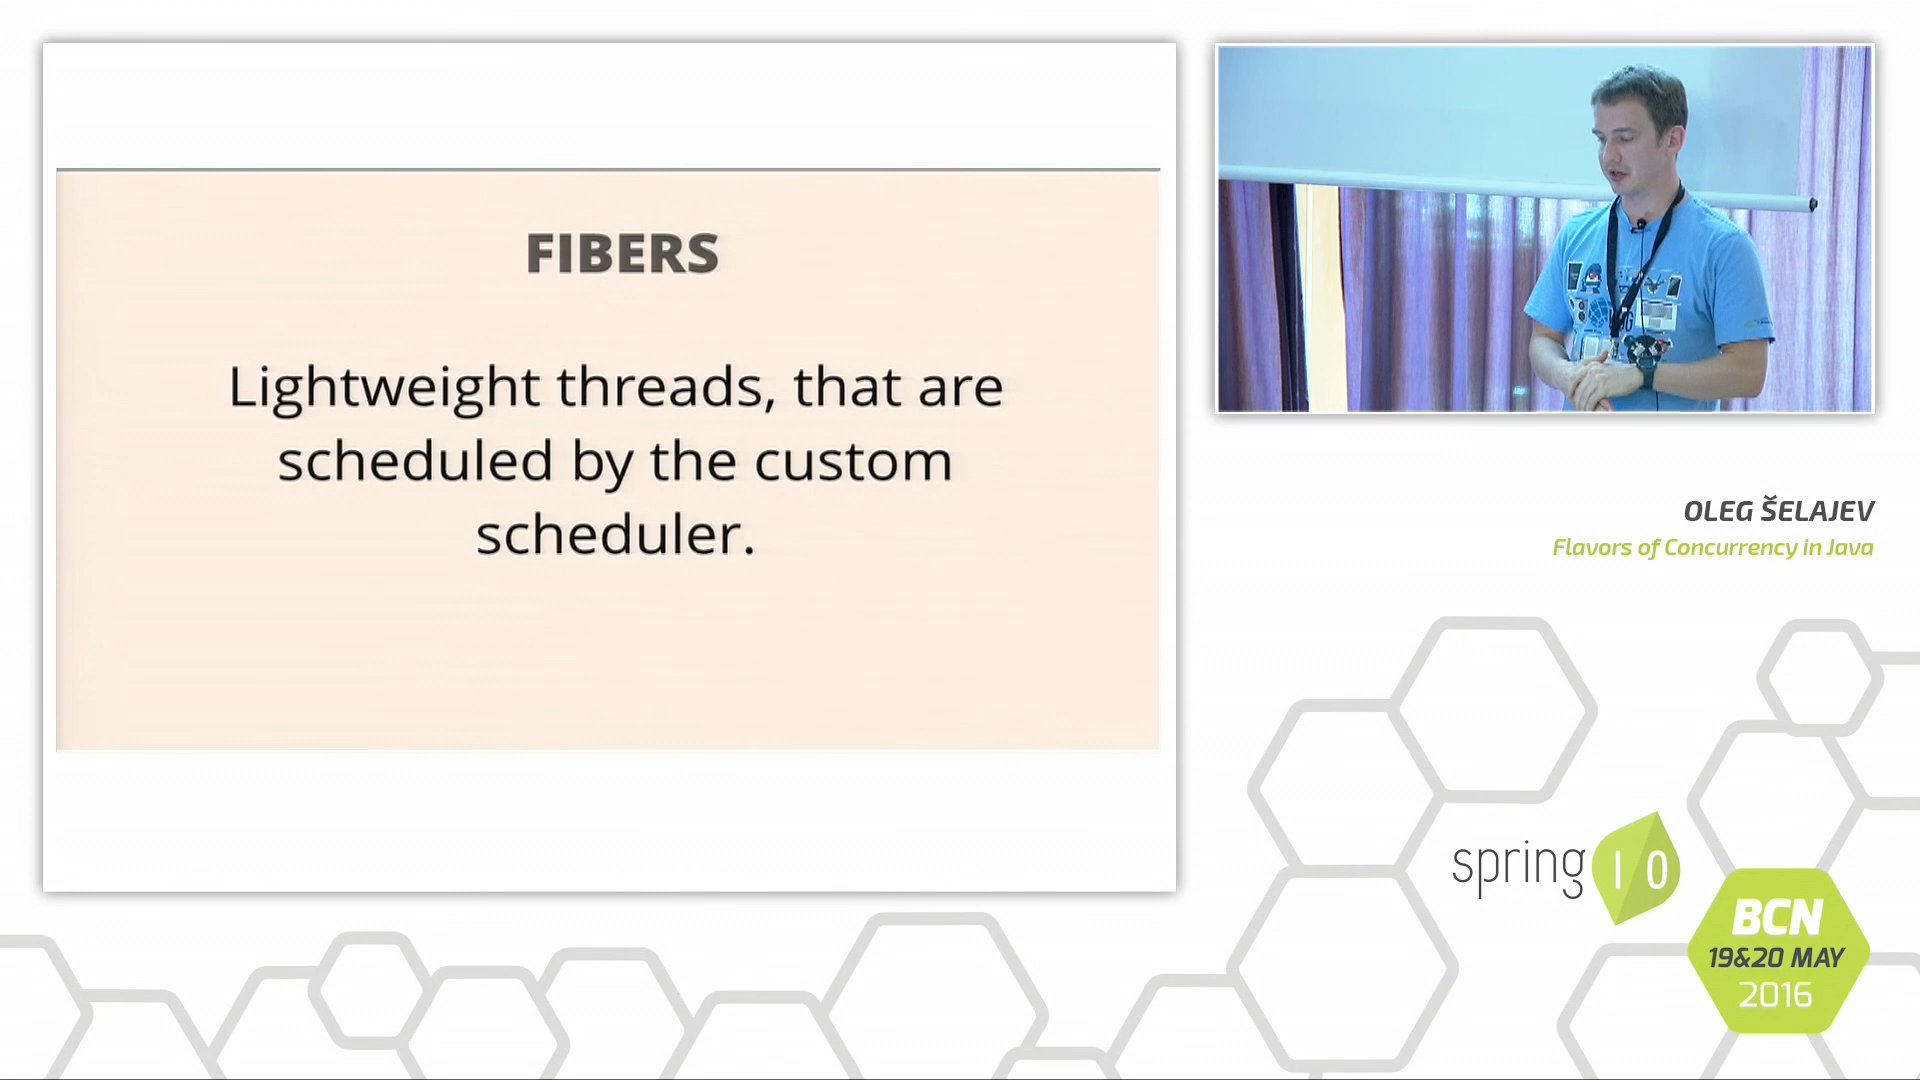 FIBERS
Lightweight threads, that are
scheduled by the custom
scheduler.
OLEG ŠELAJEV
Flavors of Concurrency in Java
spring I O
BCN
19&20 MAY
2016